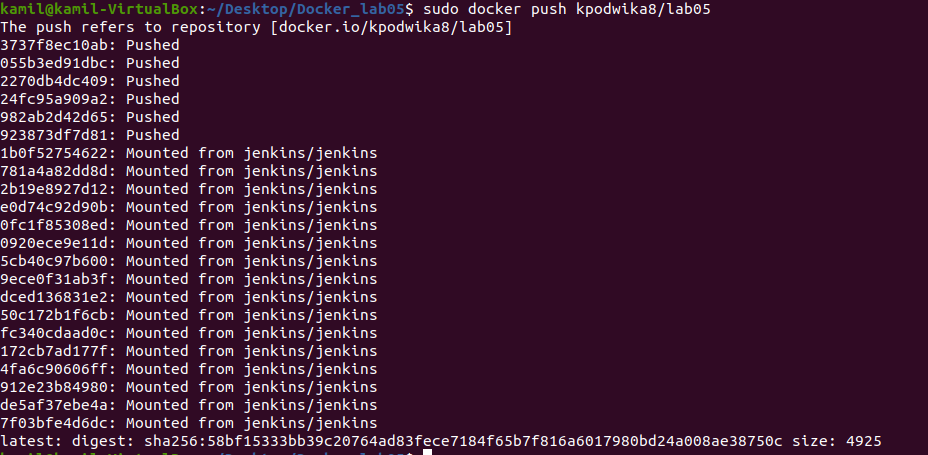 kamil@kamil-VirtualBox:~/Desktop/Docker_lab05$ sudo docker push kpodwika8/lab05
The push refers to repository [docker.io/kpodwika8/lab05]
3737f8ec10ab: Pushed
055b3ed91dbc: Pushed
2270db4dc409: Pushed
24fc95a909a2: Pushed
982ab2d42d65: Pushed
923873df7d81: Pushed
1b0f52754622: Mounted from jenkins/jenkins
781a4a82dd8d: Mounted from jenkins/jenkins
2b19e8927d12: Mounted from jenkins/jenkins
e0d74c92d90b: Mounted from jenkins/jenkins
0fc1f85308ed: Mounted from jenkins/jenkins
0920ece9e11d: Mounted from jenkins/jenkins
5cb40c97b600: Mounted from jenkins/jenkins
9ece0f31ab3f: Mounted from jenkins/jenkins
dced136831e2: Mounted from jenkins/jenkins
50c172b1f6cb: Mounted from jenkins/jenkins
fc340cdaad0c: Mounted from jenkins/jenkins
172cb7ad177f: Mounted from jenkins/jenkins
4fa6c90606ff: Mounted from jenkins/jenkins
912e23b84980: Mounted from jenkins/jenkins
de5af37ebe4a: Mounted from jenkins/jenkins
7f03bfe4d6dc: Mounted from jenkins/jenkins
latest: digest: sha256:58bf15333bb39c20764ad83fece7184f65b7f816a6017980bd24a008ae38750c size: 4925
kamil@kamil-VirtualBox:~/Desktop/Docker_lab05$